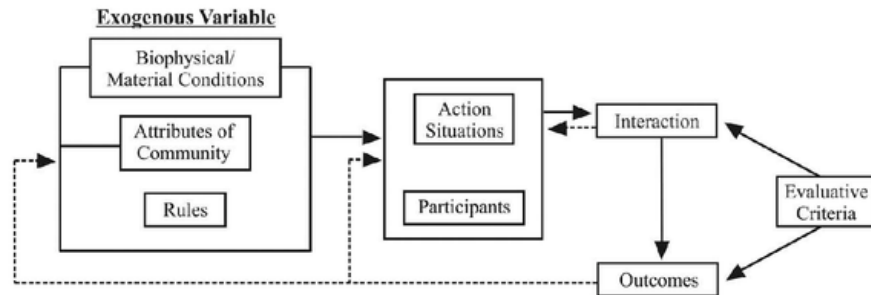 Exogenous Variable
Biophysical/
Material Conditions
Attributes of
Community
Rules
Action
Situations
Participants
Interaction
Outcomes
Evaluative
Criteria